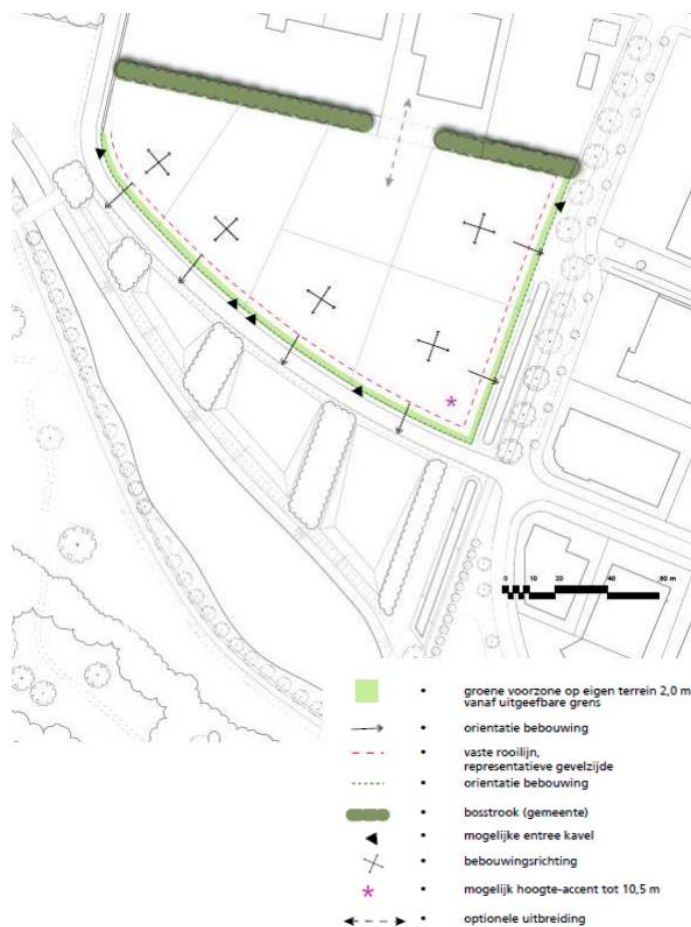 0 10 20 40 80 m
groene voorzone op eigen terrein 2,0 m
vanaf uitgeefbare grens
orientatie bebouwing
vaste rooilijn,
representatieve gevelzijde
orientatie bebouwing
bosstrook (gemeente)
mogelijke entree kavel
bebouwingsrichting
mogelijk hoogte-accent tot 10,5 m
optionele uitbreiding